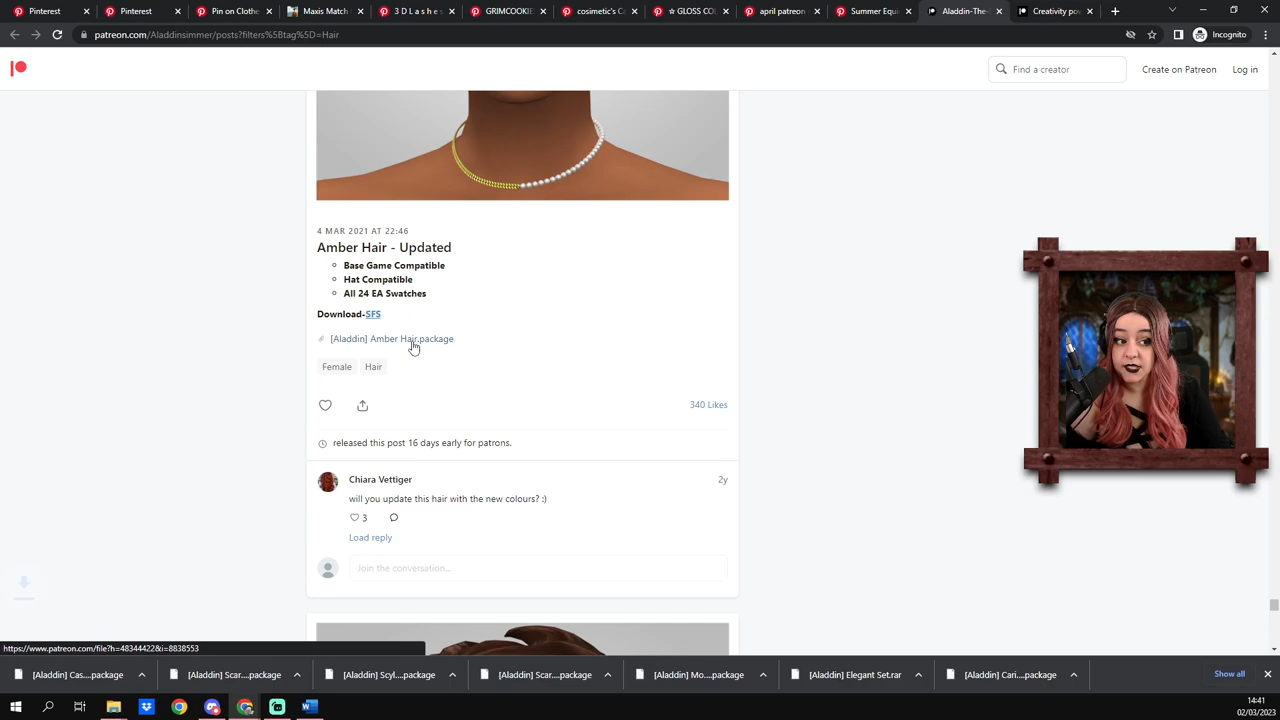 Pinterest
Pinterest
Pin on Clothe
Maxis Match
3 D L a s h e s
GRIMCOOKIE
cosmetic's C
☆ GLOSS CO
april patreon
Summer Equi
Aladdin-The-
Creativity po
patreon.com/Aladdinsimmer/posts?filters%5Btag%5D=Hair
Incognito
Find a creator
Create on Patreon
Log in
4 MAR 2021 AT 22:46
Amber Hair - Updated
Base Game Compatible
Hat Compatible
All 24 EA Swatches
Download-SFS
[Aladdin] Amber Hair.package
Female Hair
340 Likes
released this post 16 days early for patrons.
Chiara Vettiger
2y
will you update this hair with the new colours? :)
3
Load reply
Join the conversation...
https://www.patreon.com/file?h=48344422&i=8838553
[Aladdin] Cas....package
[Aladdin] Scar....package
[Aladdin] Scyl....package
[Aladdin] Scar....package
[Aladdin] Mo....package
[Aladdin] Elegant Set.rar
[Aladdin] Cari....package
Show all
14:41
02/03/2023